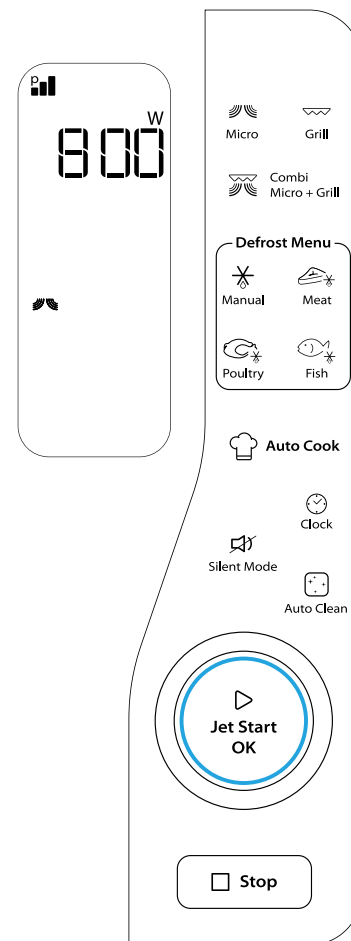 P
W
800
Micro
Grill
Combi
Micro + Grill
Defrost Menu
Manual
Meat
Poultry
Fish
Auto Cook
Clock
Silent Mode
Auto Clean
Jet Start
OK
Stop